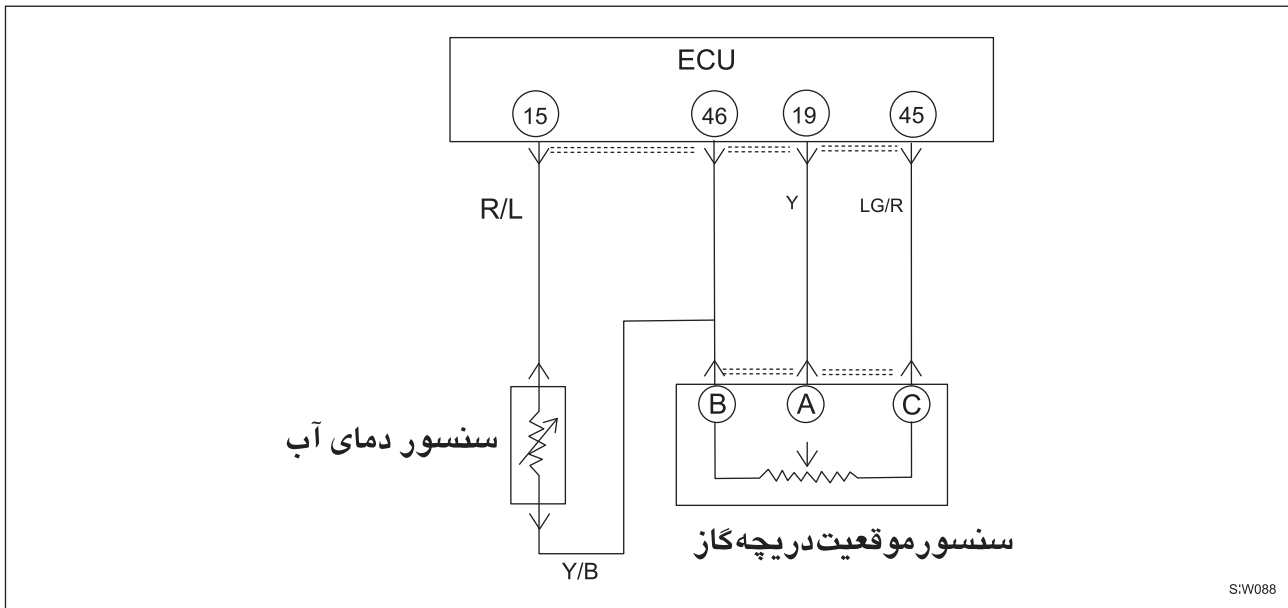 ECU
15 46 19 45
R/L
Y
LG/R
B A C
سنسور دمای آب
سنسور موقعیت دریچه گاز
Y/B
S:W088